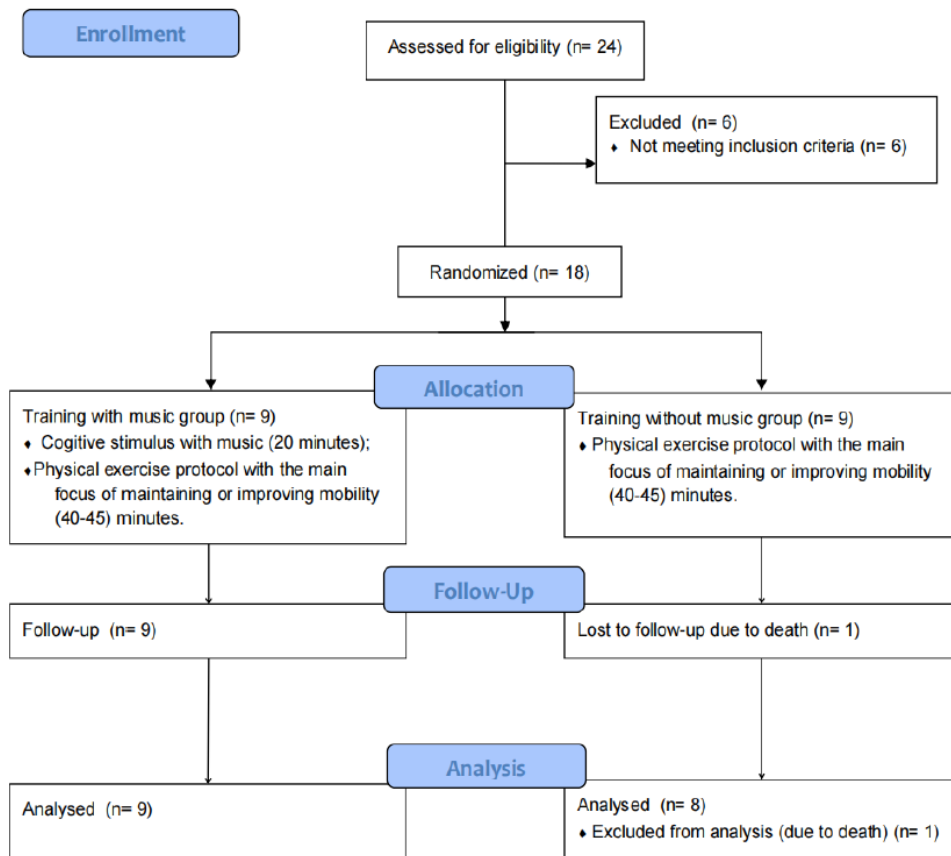 Enrollment
Assessed for eligibility (n= 24)
Excluded (n= 6)
♦ Not meeting inclusion criteria (n= 6)
Randomized (n= 18)
Allocation
Training with music group (n= 9)
♦ Cogitive stimulus with music (20 minutes);
♦Physical exercise protocol with the main
focus of maintaining or improving mobility
(40-45) minutes.
Training without music group (n= 9)
♦ Physical exercise protocol with the main
focus of maintaining or improving mobility
(40-45) minutes.
Follow-Up
Follow-up (n= 9)
Lost to follow-up due to death (n= 1)
Analysis
Analysed (n= 9)
Analysed (n= 8)
♦ Excluded from analysis (due to death) (n= 1)